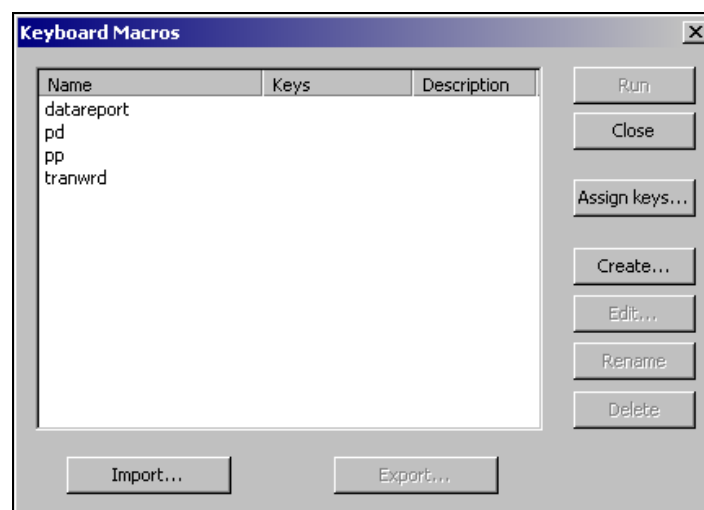 Keyboard Macros
Name Keys Description
datareport
pd
pp
tranwrd
Run
Close
Assign keys...
Create...
Edit...
Rename
Delete
Import... Export...